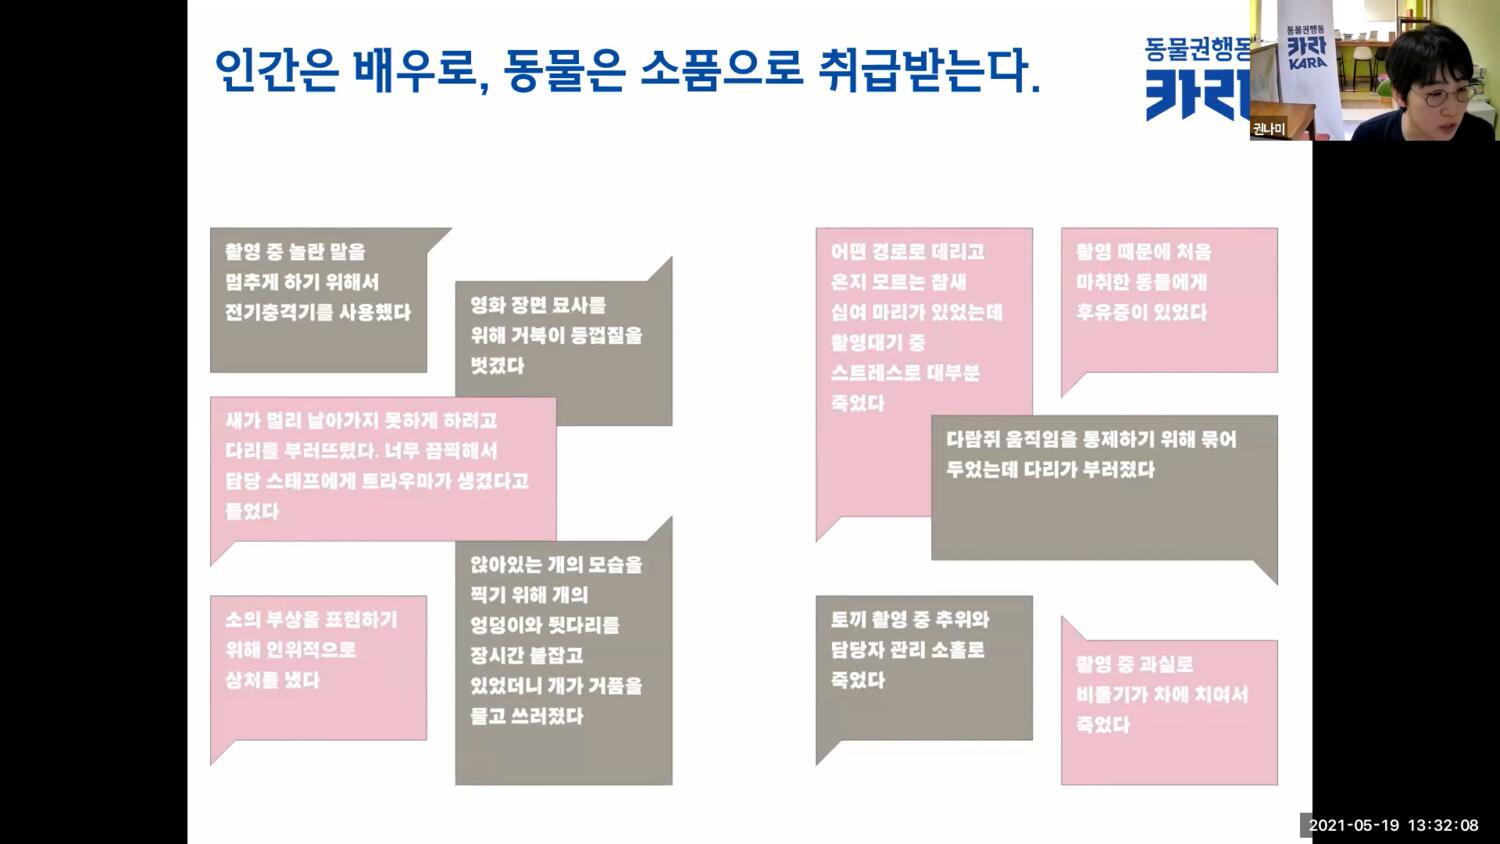 인간은 배우로, 동물은 소품으로 취급받는다.
동물권행동
카라
동물권행동
카라
KARA
권나미
촬영 중 놀란 말을
멈추게 하기 위해서
전기충격기를 사용했다
영화 장면 묘사를
위해 거북이 등껍질을
벗겼다
새가 멀리 날아가지 못하게 하려고
다리를 부러뜨렸다. 너무 끔찍해서
담당 스태프에게 트라우마가 생겼다고
들었다
앉아있는 개의 모습을
찍기 위해 개의
엉덩이와 뒷다리를
장시간 붙잡고
있었더니 개가 거품을
물고 쓰러졌다
소의 부상을 표현하기
위해 인위적으로
상처를 냈다
어떤 경로로 데리고
온지 모르는 참새
십여 마리가 있었는데
촬영대기 중
스트레스로 대부분
죽었다
촬영 때문에 처음
마취한 동물에게
후유증이 있었다
다람쥐 움직임을 통제하기 위해 묶어
두었는데 다리가 부러졌다
토끼 촬영 중 추위와
담당자 관리 소홀로
죽었다
촬영 중 과실로
비둘기가 차에 치여서
죽었다
2021-05-19 13:32:08